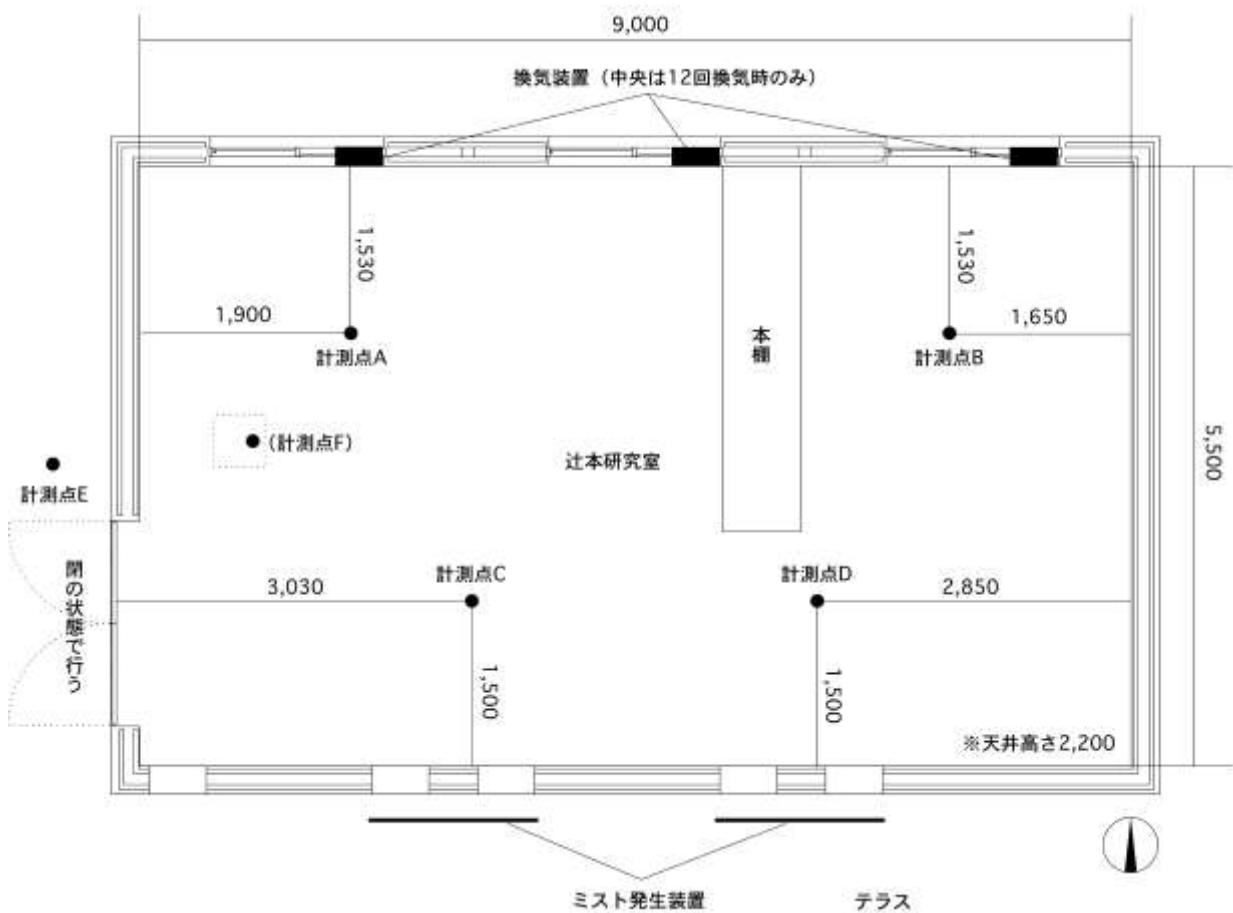 9,000
換気装置（中央は12回換気時のみ）
1,530
1,530
1,900
1,650
計測点A
本棚
計測点B
(計測点F)
辻本研究室
5,500
計測点E
閉の状態で行う
計測点C
計測点D
3,030
2,850
1,500
1,500
※天井高さ2,200
ミスト発生装置
テラス